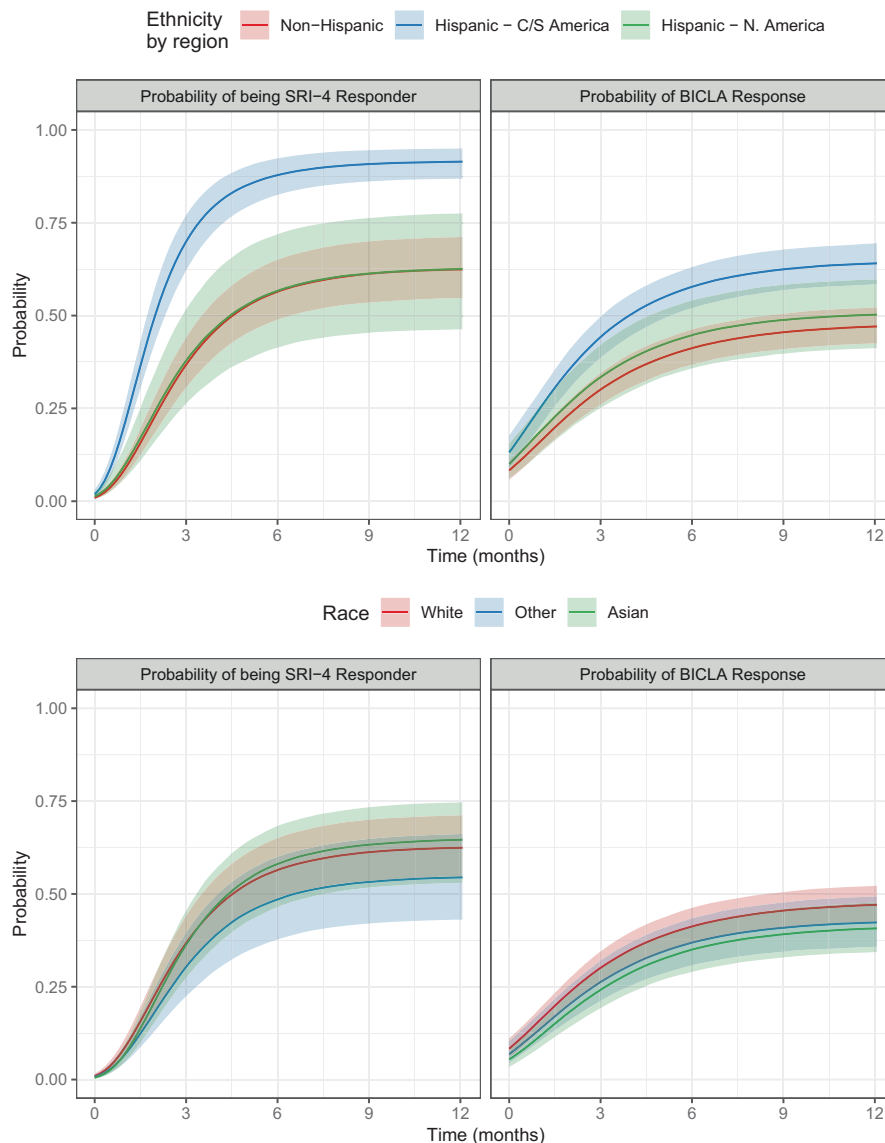 Ethnicity
by region
Non−Hispanic
Hispanic − C/S America
Hispanic − N. America
Probability of being SRI−4 Responder
Probability of BICLA Response
1.00
0.75
0.50
0.25
0.00
Probability
0 3 6 9 12
0 3 6 9 12
Time (months)
Time (months)
Race
White
Other
Asian
Probability of being SRI−4 Responder
Probability of BICLA Response
1.00
0.75
0.50
0.25
0.00
Probability
0 3 6 9 12
0 3 6 9 12
Time (months)
Time (months)